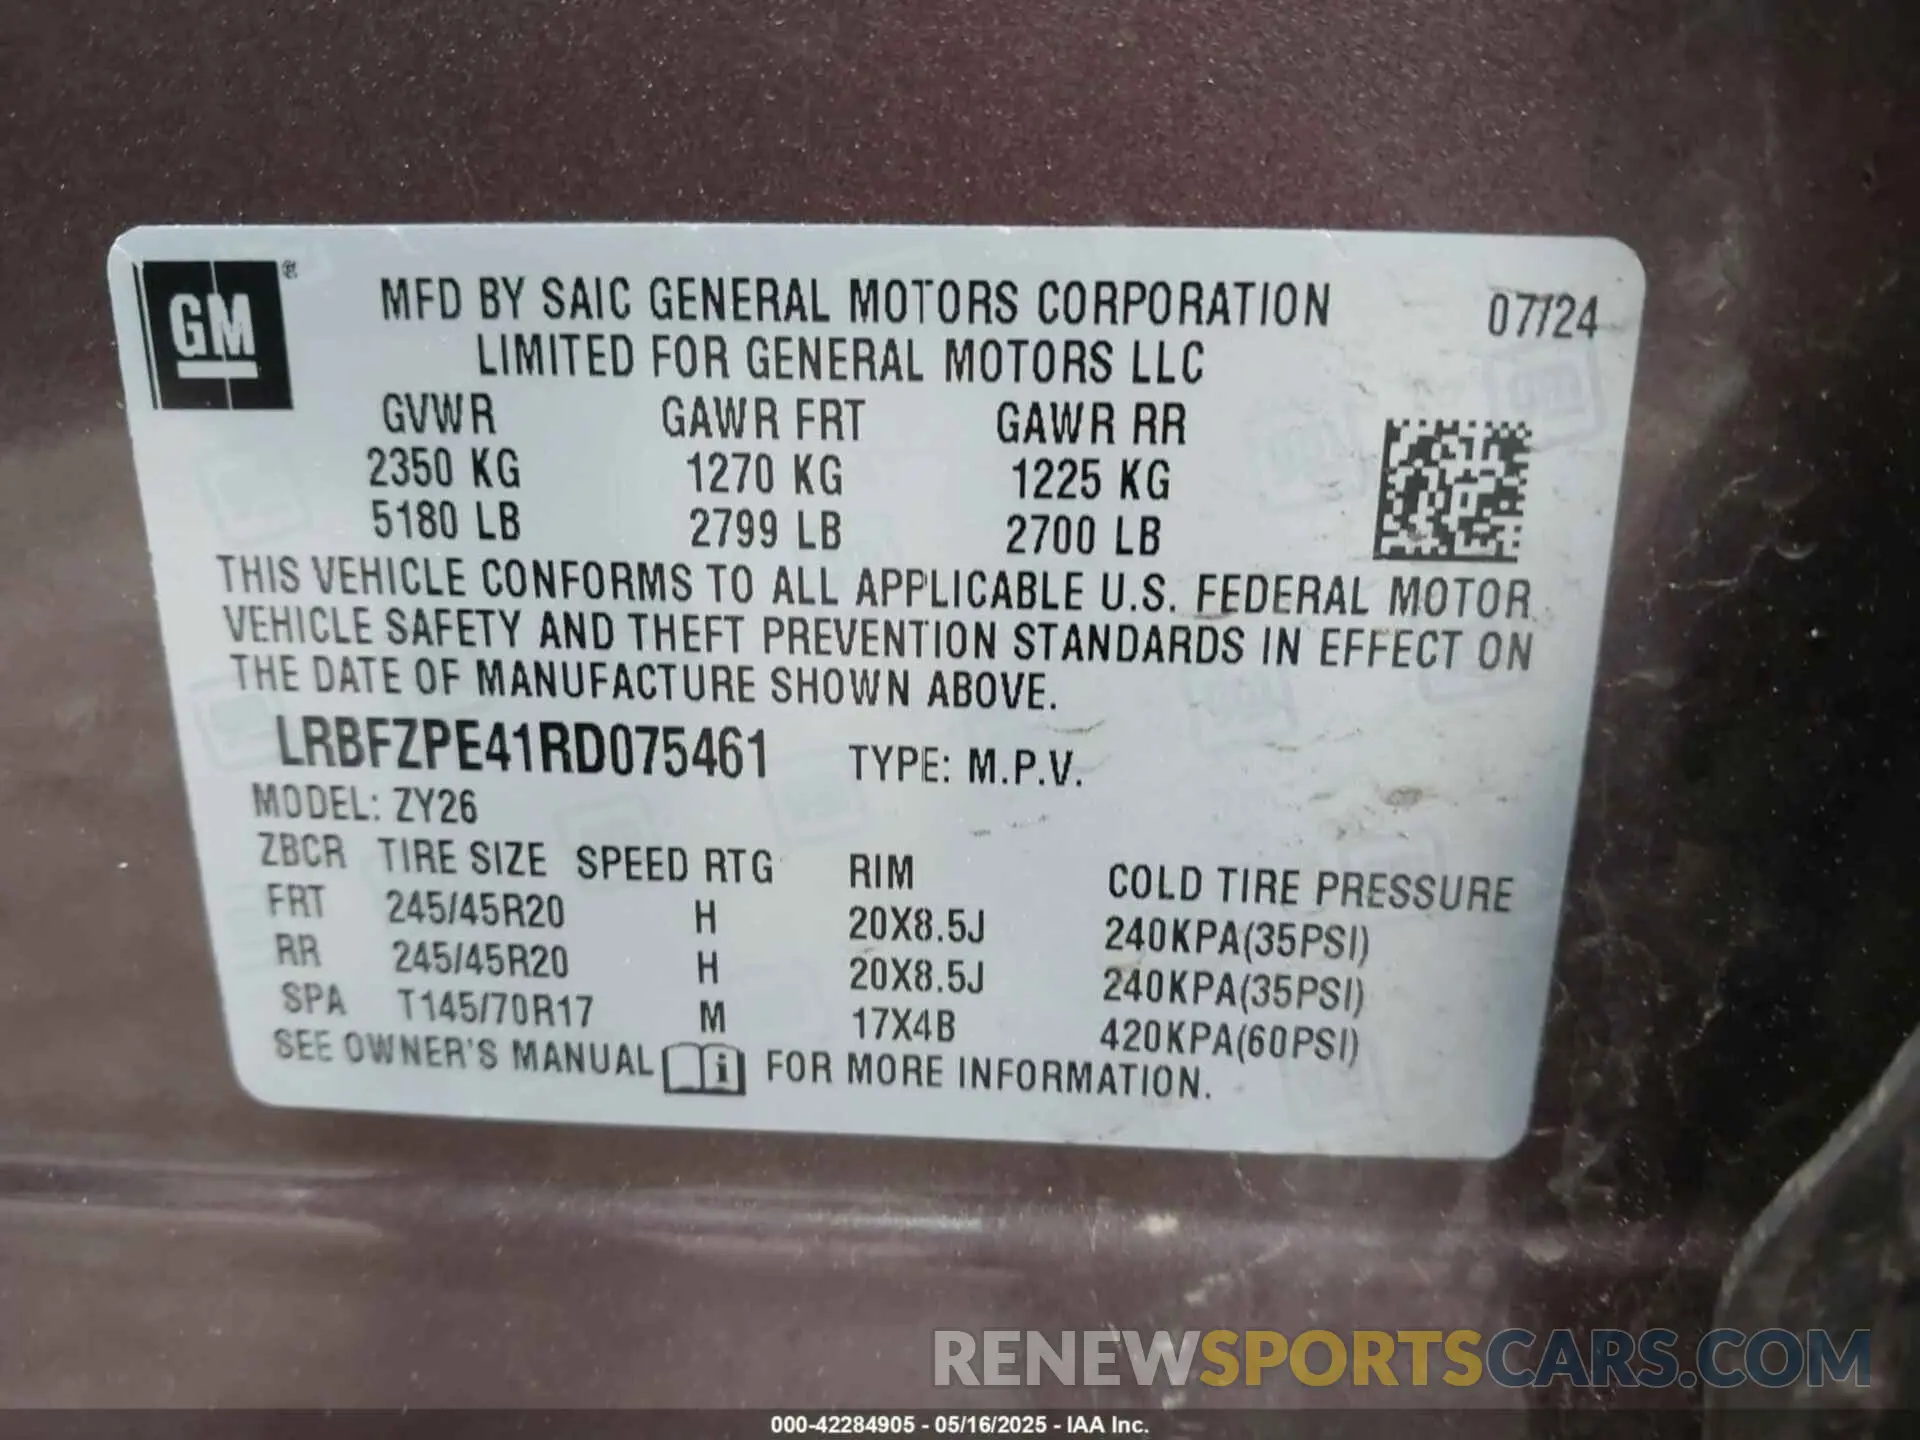 GM ®
MFD BY SAIC GENERAL MOTORS CORPORATION 07/24
LIMITED FOR GENERAL MOTORS LLC
GVWR GAWR FRT GAWR RR
2350 KG 1270 KG 1225 KG
5180 LB 2799 LB 2700 LB
THIS VEHICLE CONFORMS TO ALL APPLICABLE U.S. FEDERAL MOTOR
VEHICLE SAFETY AND THEFT PREVENTION STANDARDS IN EFFECT ON
THE DATE OF MANUFACTURE SHOWN ABOVE.
LRBFZPE41RD075461 TYPE: M.P.V.
MODEL: ZY26
ZBCR TIRE SIZE SPEED RTG RIM COLD TIRE PRESSURE
FRT 245/45R20 H 20X8.5J 240KPA(35PSI)
RR 245/45R20 H 20X8.5J 240KPA(35PSI)
SPA T145/70R17 M 17X4B 420KPA(60PSI)
SEE OWNER'S MANUAL i FOR MORE INFORMATION.
RENEWSPORTSCARS.COM
000-42284905 - 05/16/2025 - IAA Inc.